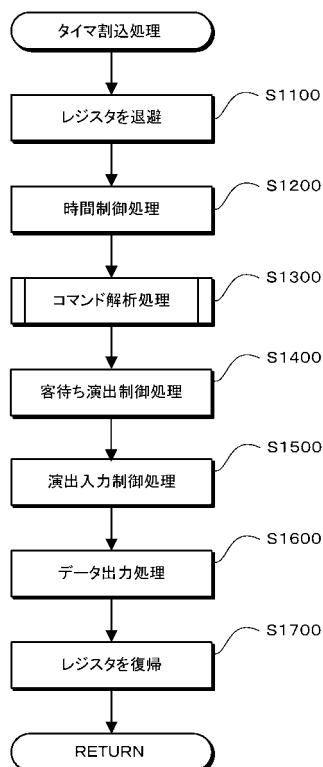 タイマ割込処理
レジスタを退避
S1100
時間制御処理
S1200
コマンド解析処理
S1300
客待ち演出制御処理
S1400
演出入力制御処理
S1500
データ出力処理
S1600
レジスタを復帰
S1700
RETURN